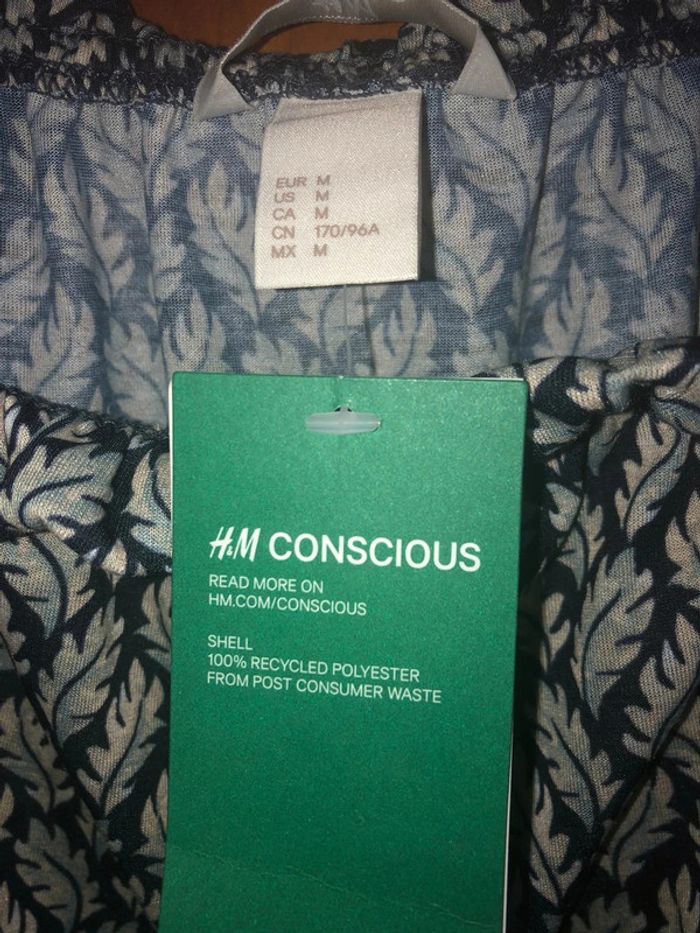 EUR M
US M
CA M
CN 170/96A
MX M
H&M CONSCIOUS
READ MORE ON
HM.COM/CONSCIOUS
SHELL
100% RECYCLED POLYESTER
FROM POST CONSUMER WASTE